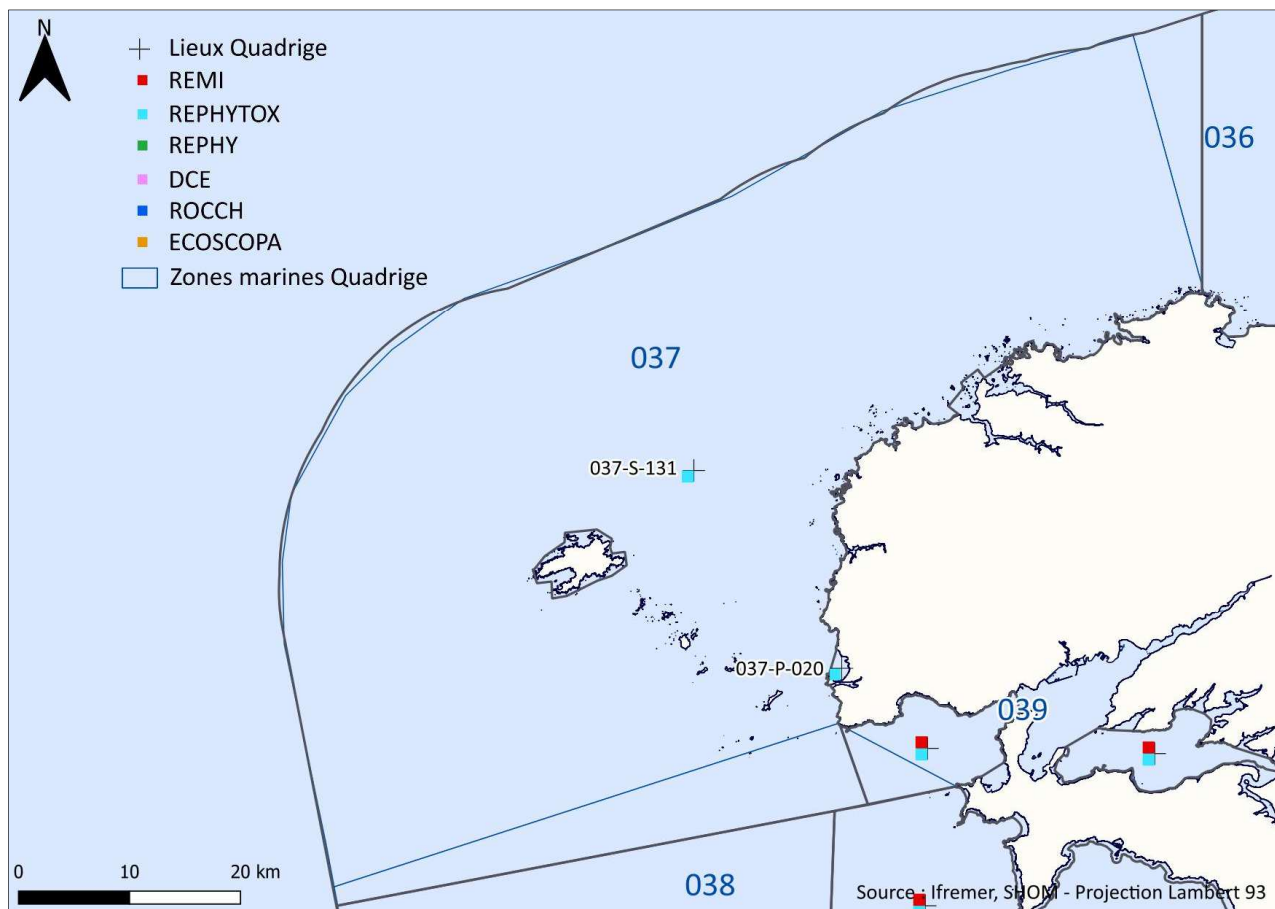 N
Lieux Quadrige
REMI
REPHYTOX
REPHY
DCE
ROCCH
ECOSCOPA
Zones marines Quadrige
036
037
037-S-131
037-P-020
039
0 10 20 km
038
Source : Ifremer, SHOM - Projection Lambert 93